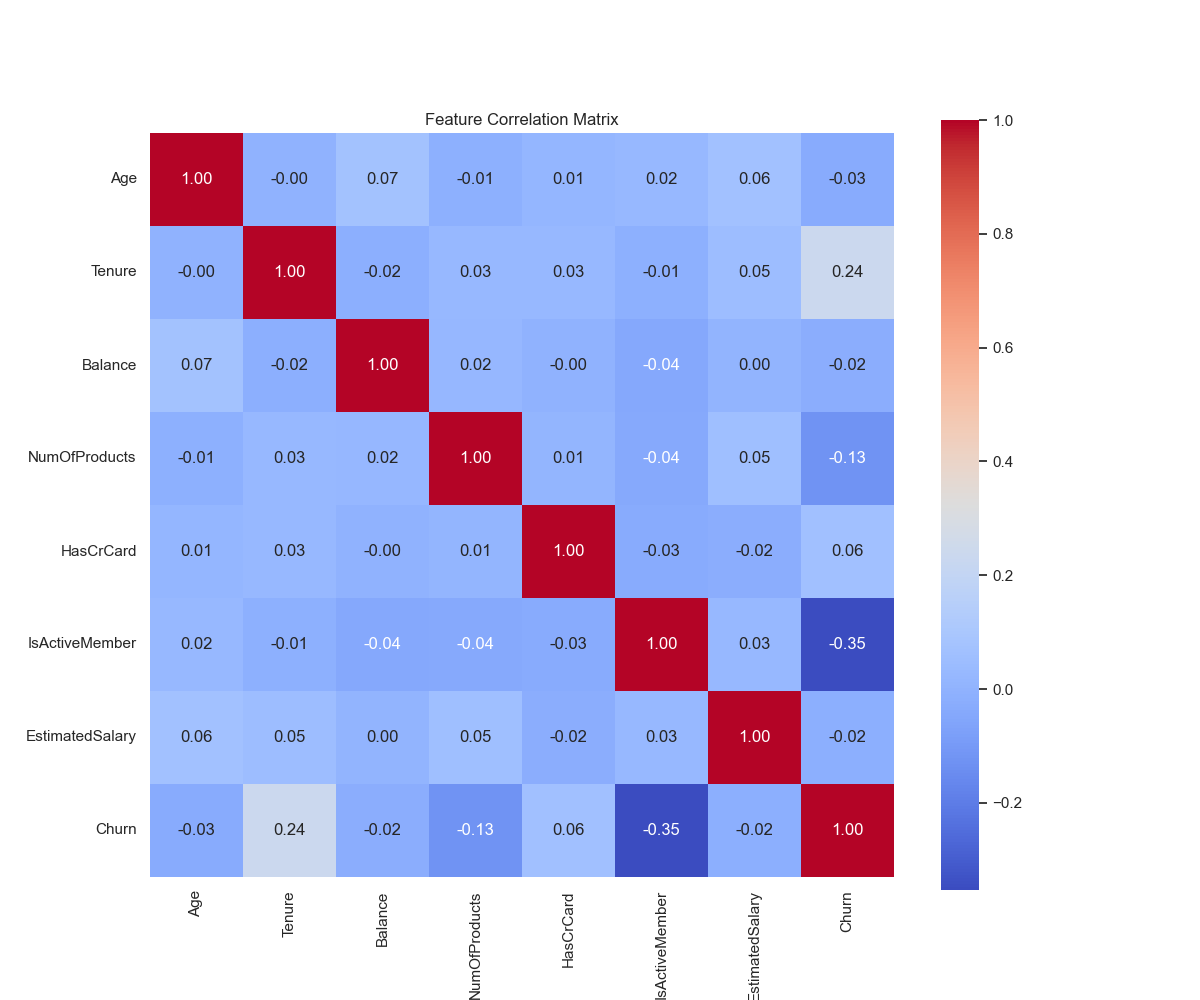 Feature Correlation Matrix
Age 1.00 -0.00 0.07 -0.01 0.01 0.02 0.06 -0.03
Tenure -0.00 1.00 -0.02 0.03 0.03 -0.01 0.05 0.24
Balance 0.07 -0.02 1.00 0.02 -0.00 -0.04 0.00 -0.02
NumOfProducts -0.01 0.03 0.02 1.00 0.01 -0.04 0.05 -0.13
HasCrCard 0.01 0.03 -0.00 0.01 1.00 -0.03 -0.02 0.06
IsActiveMember 0.02 -0.01 -0.04 -0.04 -0.03 1.00 0.03 -0.35
EstimatedSalary 0.06 0.05 0.00 0.05 -0.02 0.03 1.00 -0.02
Churn -0.03 0.24 -0.02 -0.13 0.06 -0.35 -0.02 1.00
Age
Tenure
Balance
NumOfProducts
HasCrCard
IsActiveMember
EstimatedSalary
Churn
1.0
0.8
0.6
0.4
0.2
0.0
−0.2